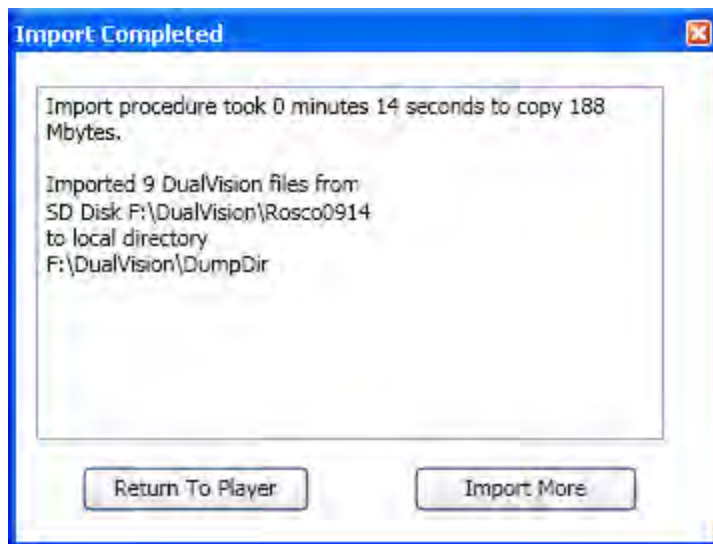 Import Completed
Import procedure took 0 minutes 14 seconds to copy 188
Mbytes.
Imported 9 DualVision files from
SD Disk F:\DualVision\Rosco0914
to local directory
F:\DualVision\DumpDir
Return To Player
Import More